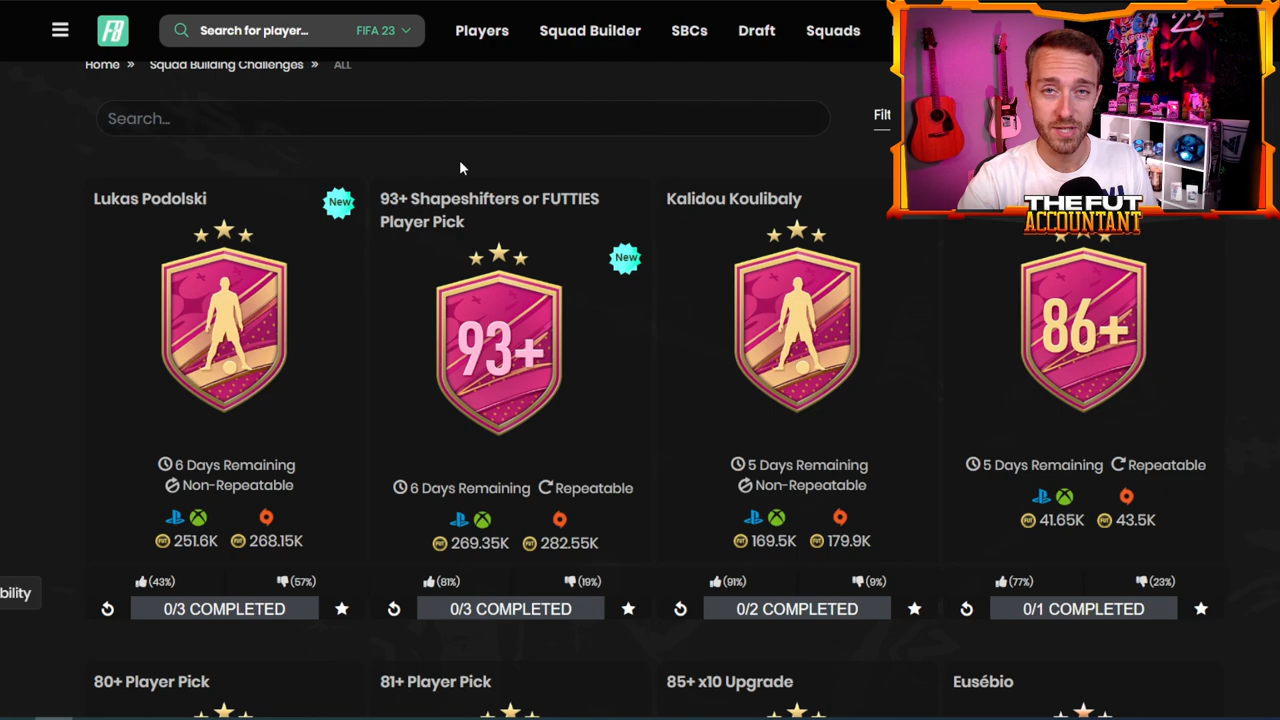 FB
Search for player...
FIFA 23
Players
Squad Builder
SBCs
Draft
Squads
Home » Squad Building Challenges » ALL
Search...
Filt
23
THE FUT
ACCOUNTANT
Lukas Podolski
New
93+ Shapeshifters or FUTTIES
Player Pick
New
93+
Kalidou Koulibaly
86+
6 Days Remaining
Non-Repeatable
251.6K
268.15K
(43%)
(57%)
0/3 COMPLETED
6 Days Remaining
Repeatable
269.35K
282.55K
(81%)
(19%)
0/3 COMPLETED
5 Days Remaining
Non-Repeatable
169.5K
179.9K
(91%)
(9%)
0/2 COMPLETED
5 Days Remaining
Repeatable
41.65K
43.5K
(77%)
(23%)
0/1 COMPLETED
bility
80+ Player Pick
81+ Player Pick
85+ x10 Upgrade
Eusébio